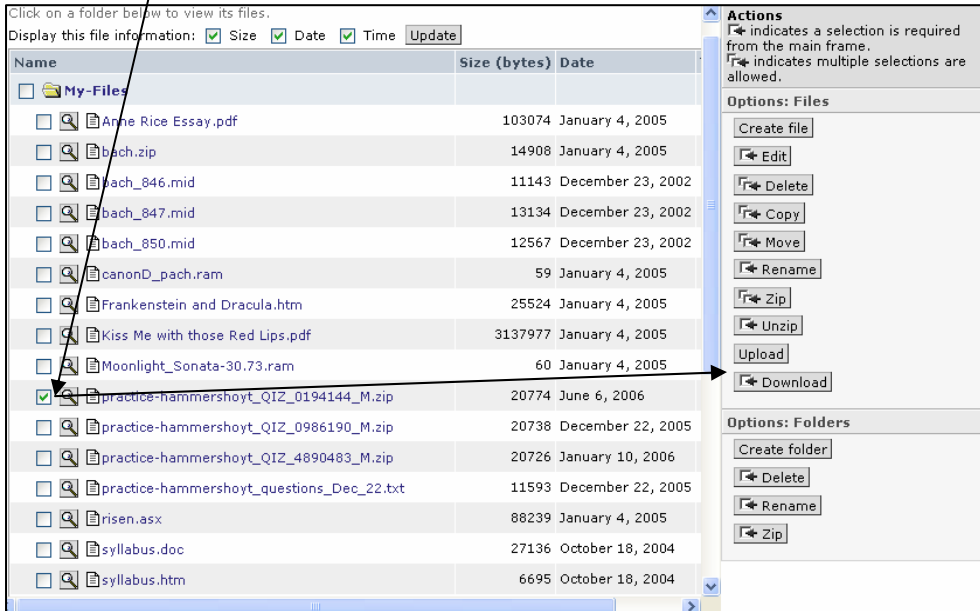 Click on a folder below to view its files.
Display this file information: Size Date Time Update
Name Size (bytes) Date
My-Files
Anne Rice Essay.pdf 103074 January 4, 2005
bach.zip 14908 January 4, 2005
bach_846.mid 11143 December 23, 2002
bach_847.mid 13134 December 23, 2002
bach_850.mid 12567 December 23, 2002
canonD_pach.ram 59 January 4, 2005
Frankenstein and Dracula.htm 25524 January 4, 2005
Kiss Me with those Red Lips.pdf 3137977 January 4, 2005
Moonlight_Sonata-30.73.ram 60 January 4, 2005
practice-hammershoyt_QIZ_0194144_M.zip 20774 June 6, 2006
practice-hammershoyt_QIZ_0986190_M.zip 20738 December 22, 2005
practice-hammershoyt_QIZ_4890483_M.zip 20726 January 10, 2006
practice-hammershoyt_questions_Dec_22.txt 11593 December 22, 2005
risen.asx 88239 January 4, 2005
syllabus.doc 27136 October 18, 2004
syllabus.htm 6695 October 18, 2004
Actions
indicates a selection is required
from the main frame.
indicates multiple selections are
allowed.
Options: Files
Create file
Edit
Delete
Copy
Move
Rename
Zip
Unzip
Upload
Download
Options: Folders
Create folder
Delete
Rename
Zip